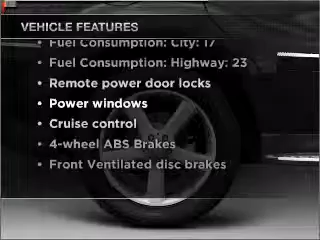 VEHICLE FEATURES
• Fuel Consumption: City: 17
• Fuel Consumption: Highway: 23
• Remote power door locks
• Power windows
• Cruise control
• 4-wheel ABS Brakes
• Front Ventilated disc brakes